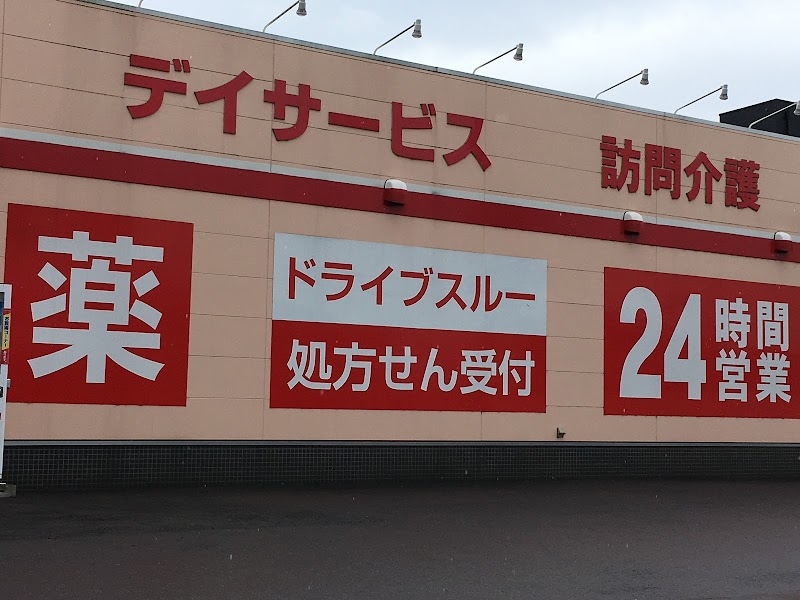 デイサービス
訪問介護
薬
ドライブスルー
処方せん受付
24時間
営業